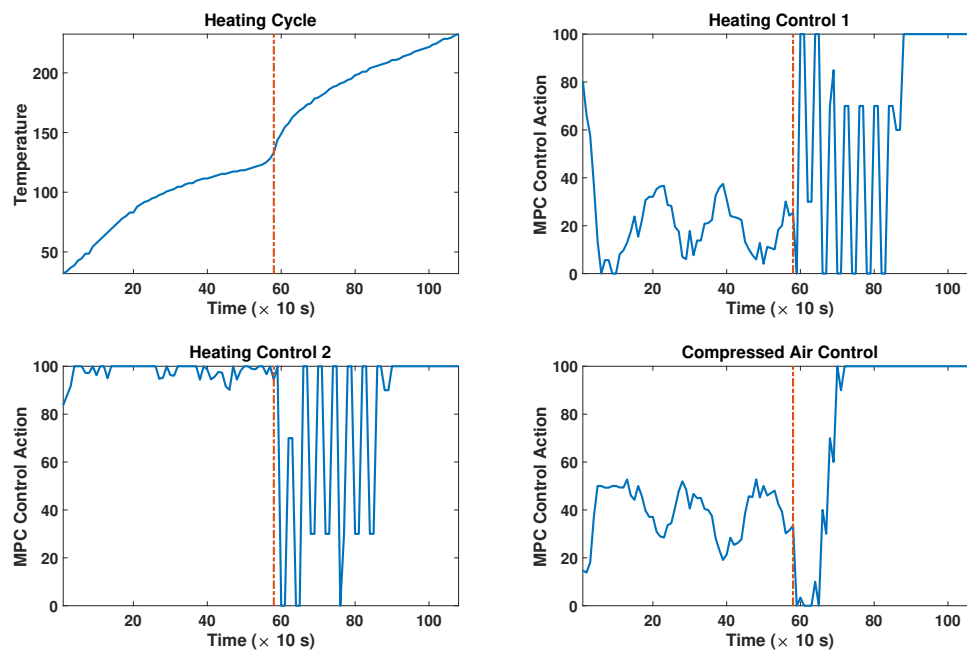 Heating Cycle
Temperature
200
150
100
50
20 40 60 80 100
Time (× 10 s)
Heating Control 1
MPC Control Action
100
80
60
40
20
0
20 40 60 80 100
Time (× 10 s)
Heating Control 2
MPC Control Action
100
80
60
40
20
0
20 40 60 80 100
Time (× 10 s)
Compressed Air Control
MPC Control Action
100
80
60
40
20
0
20 40 60 80 100
Time (× 10 s)